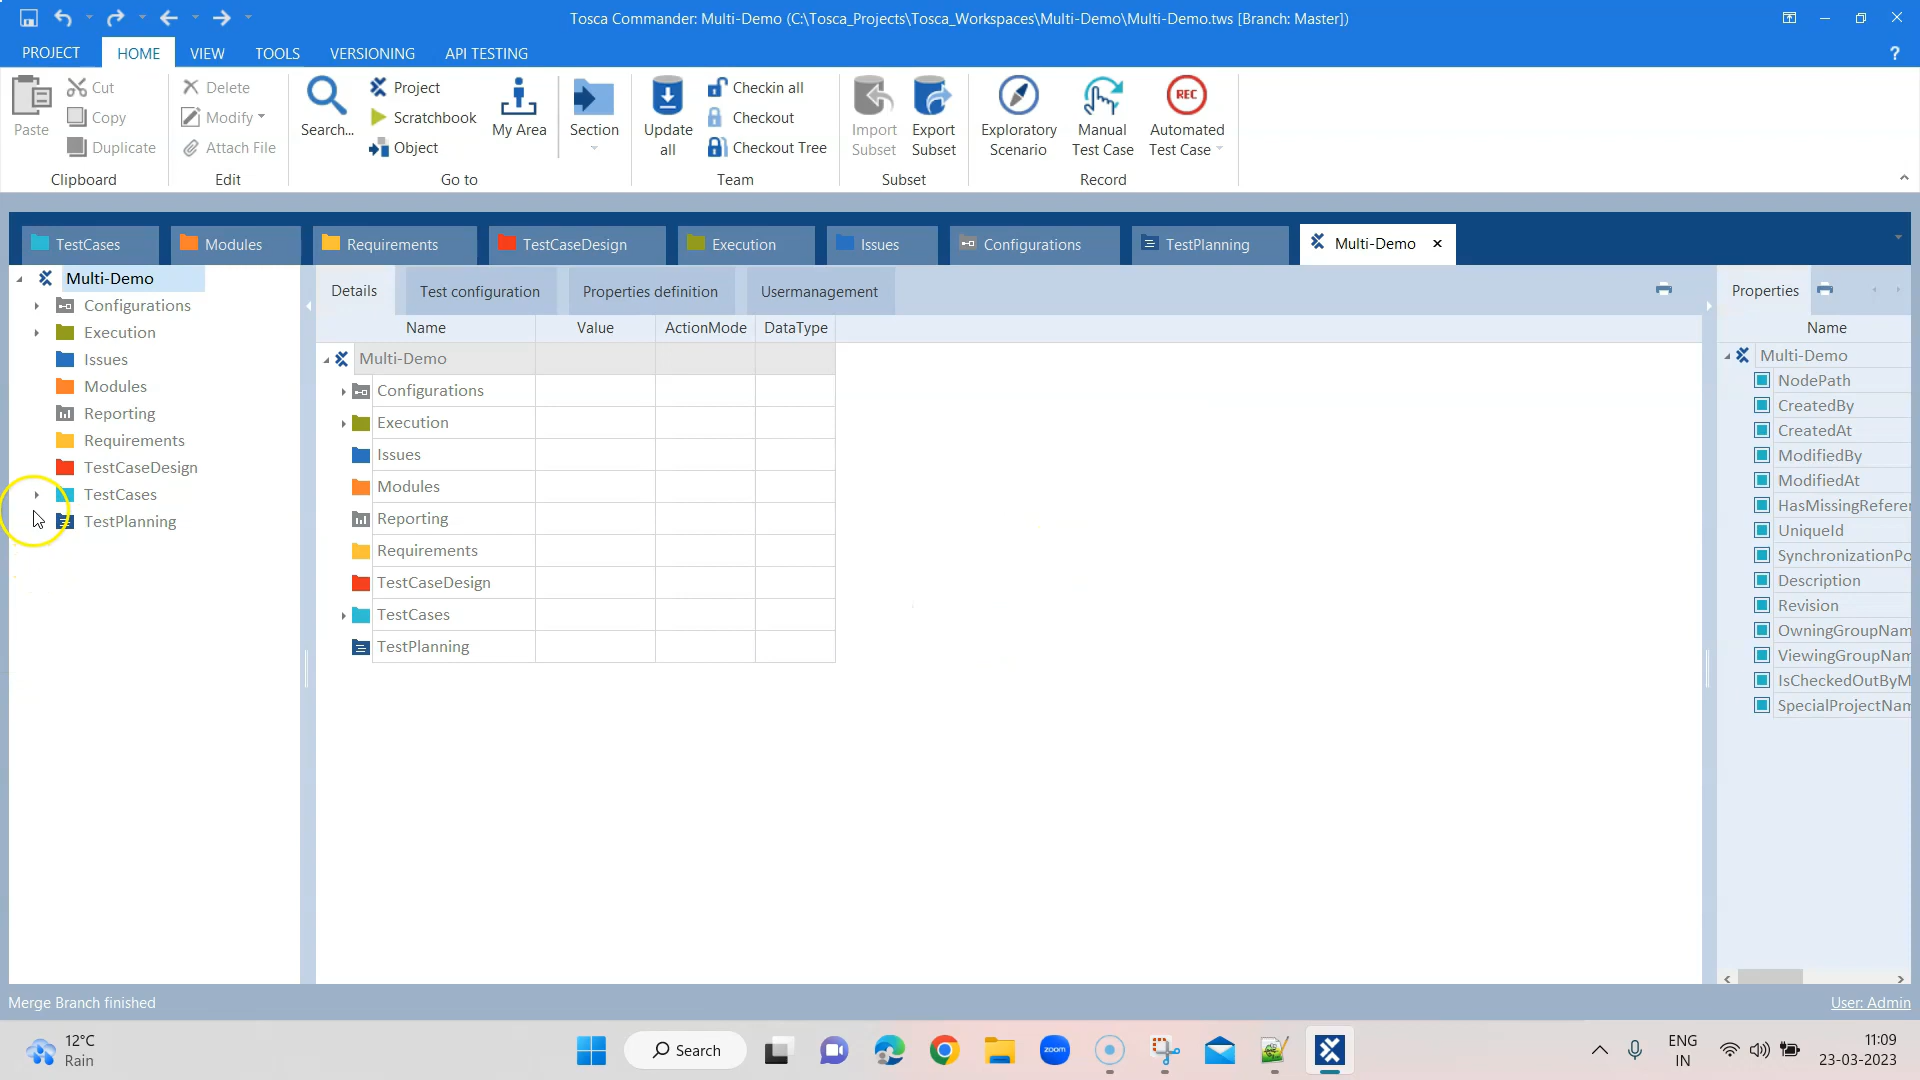 Tosca Commander: Multi-Demo (C:\Tosca_Projects\Tosca_Workspaces\Multi-Demo\Multi-Demo.tws [Branch: Master])
PROJECT HOME VIEW TOOLS VERSIONING API TESTING ?
Paste
Cut
Copy
Duplicate
Clipboard
Delete
Modify
Attach File
Edit
Search...
Project
Scratchbook
Object
My Area
Section
Go to
Update all
Checkin all
Checkout
Checkout Tree
Team
Import Subset
Export Subset
Subset
Exploratory Scenario
Manual Test Case
REC
Automated Test Case
Record
TestCases Modules Requirements TestCaseDesign Execution Issues Configurations TestPlanning Multi-Demo
Multi-Demo
Configurations
Execution
Issues
Modules
Reporting
Requirements
TestCaseDesign
TestCases
TestPlanning
Details Test configuration Properties definition Usermanagement
Name Value ActionMode DataType
Multi-Demo
Configurations
Execution
Issues
Modules
Reporting
Requirements
TestCaseDesign
TestCases
TestPlanning
Properties
Name
Multi-Demo
NodePath
CreatedBy
CreatedAt
ModifiedBy
ModifiedAt
HasMissingReferer
UniqueId
SynchronizationPo
Description
Revision
OwningGroupNam
ViewingGroupNam
IsCheckedOutByM
SpecialProjectNam
Merge Branch finished
User: Admin
12°C
Rain
Search
zoom
ENG
IN
11:09
23-03-2023